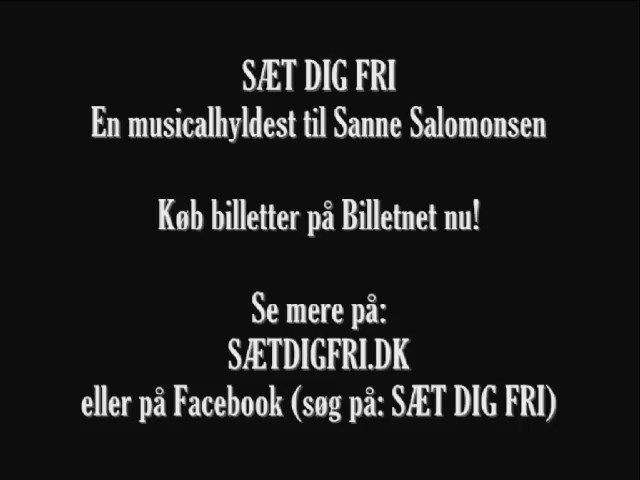 SÆT DIG FRI
En musicalhyldest til Sanne Salomonsen
Køb billetter på Billetnet nu!
Se mere på:
SÆTDIGFRI.DK
eller på Facebook (søg på: SÆT DIG FRI)